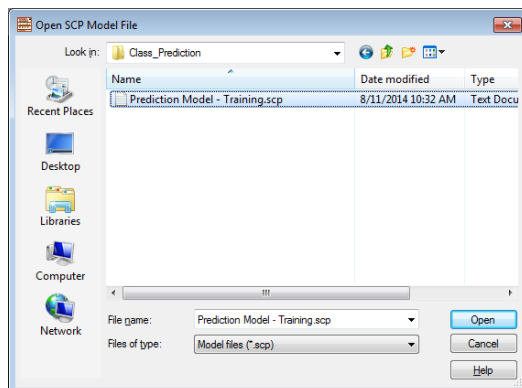 Open SCP Model File
Look in: Class_Prediction
Name Date modified Type
Prediction Model - Training.scp 8/11/2014 10:32 AM Text Docu
Recent Places
Desktop
Libraries
Computer
Network
File name: Prediction Model - Training.scp Open
Files of type: Model files (*.scp) Cancel
Help